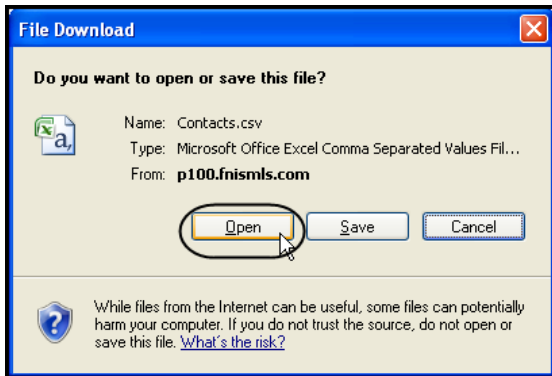 File Download
Do you want to open or save this file?
a,
Name: Contacts.csv
Type: Microsoft Office Excel Comma Separated Values Fil...
From: p100.fnismls.com
Open
Save
Cancel
While files from the Internet can be useful, some files can potentially
harm your computer. If you do not trust the source, do not open or
save this file. What's the risk?